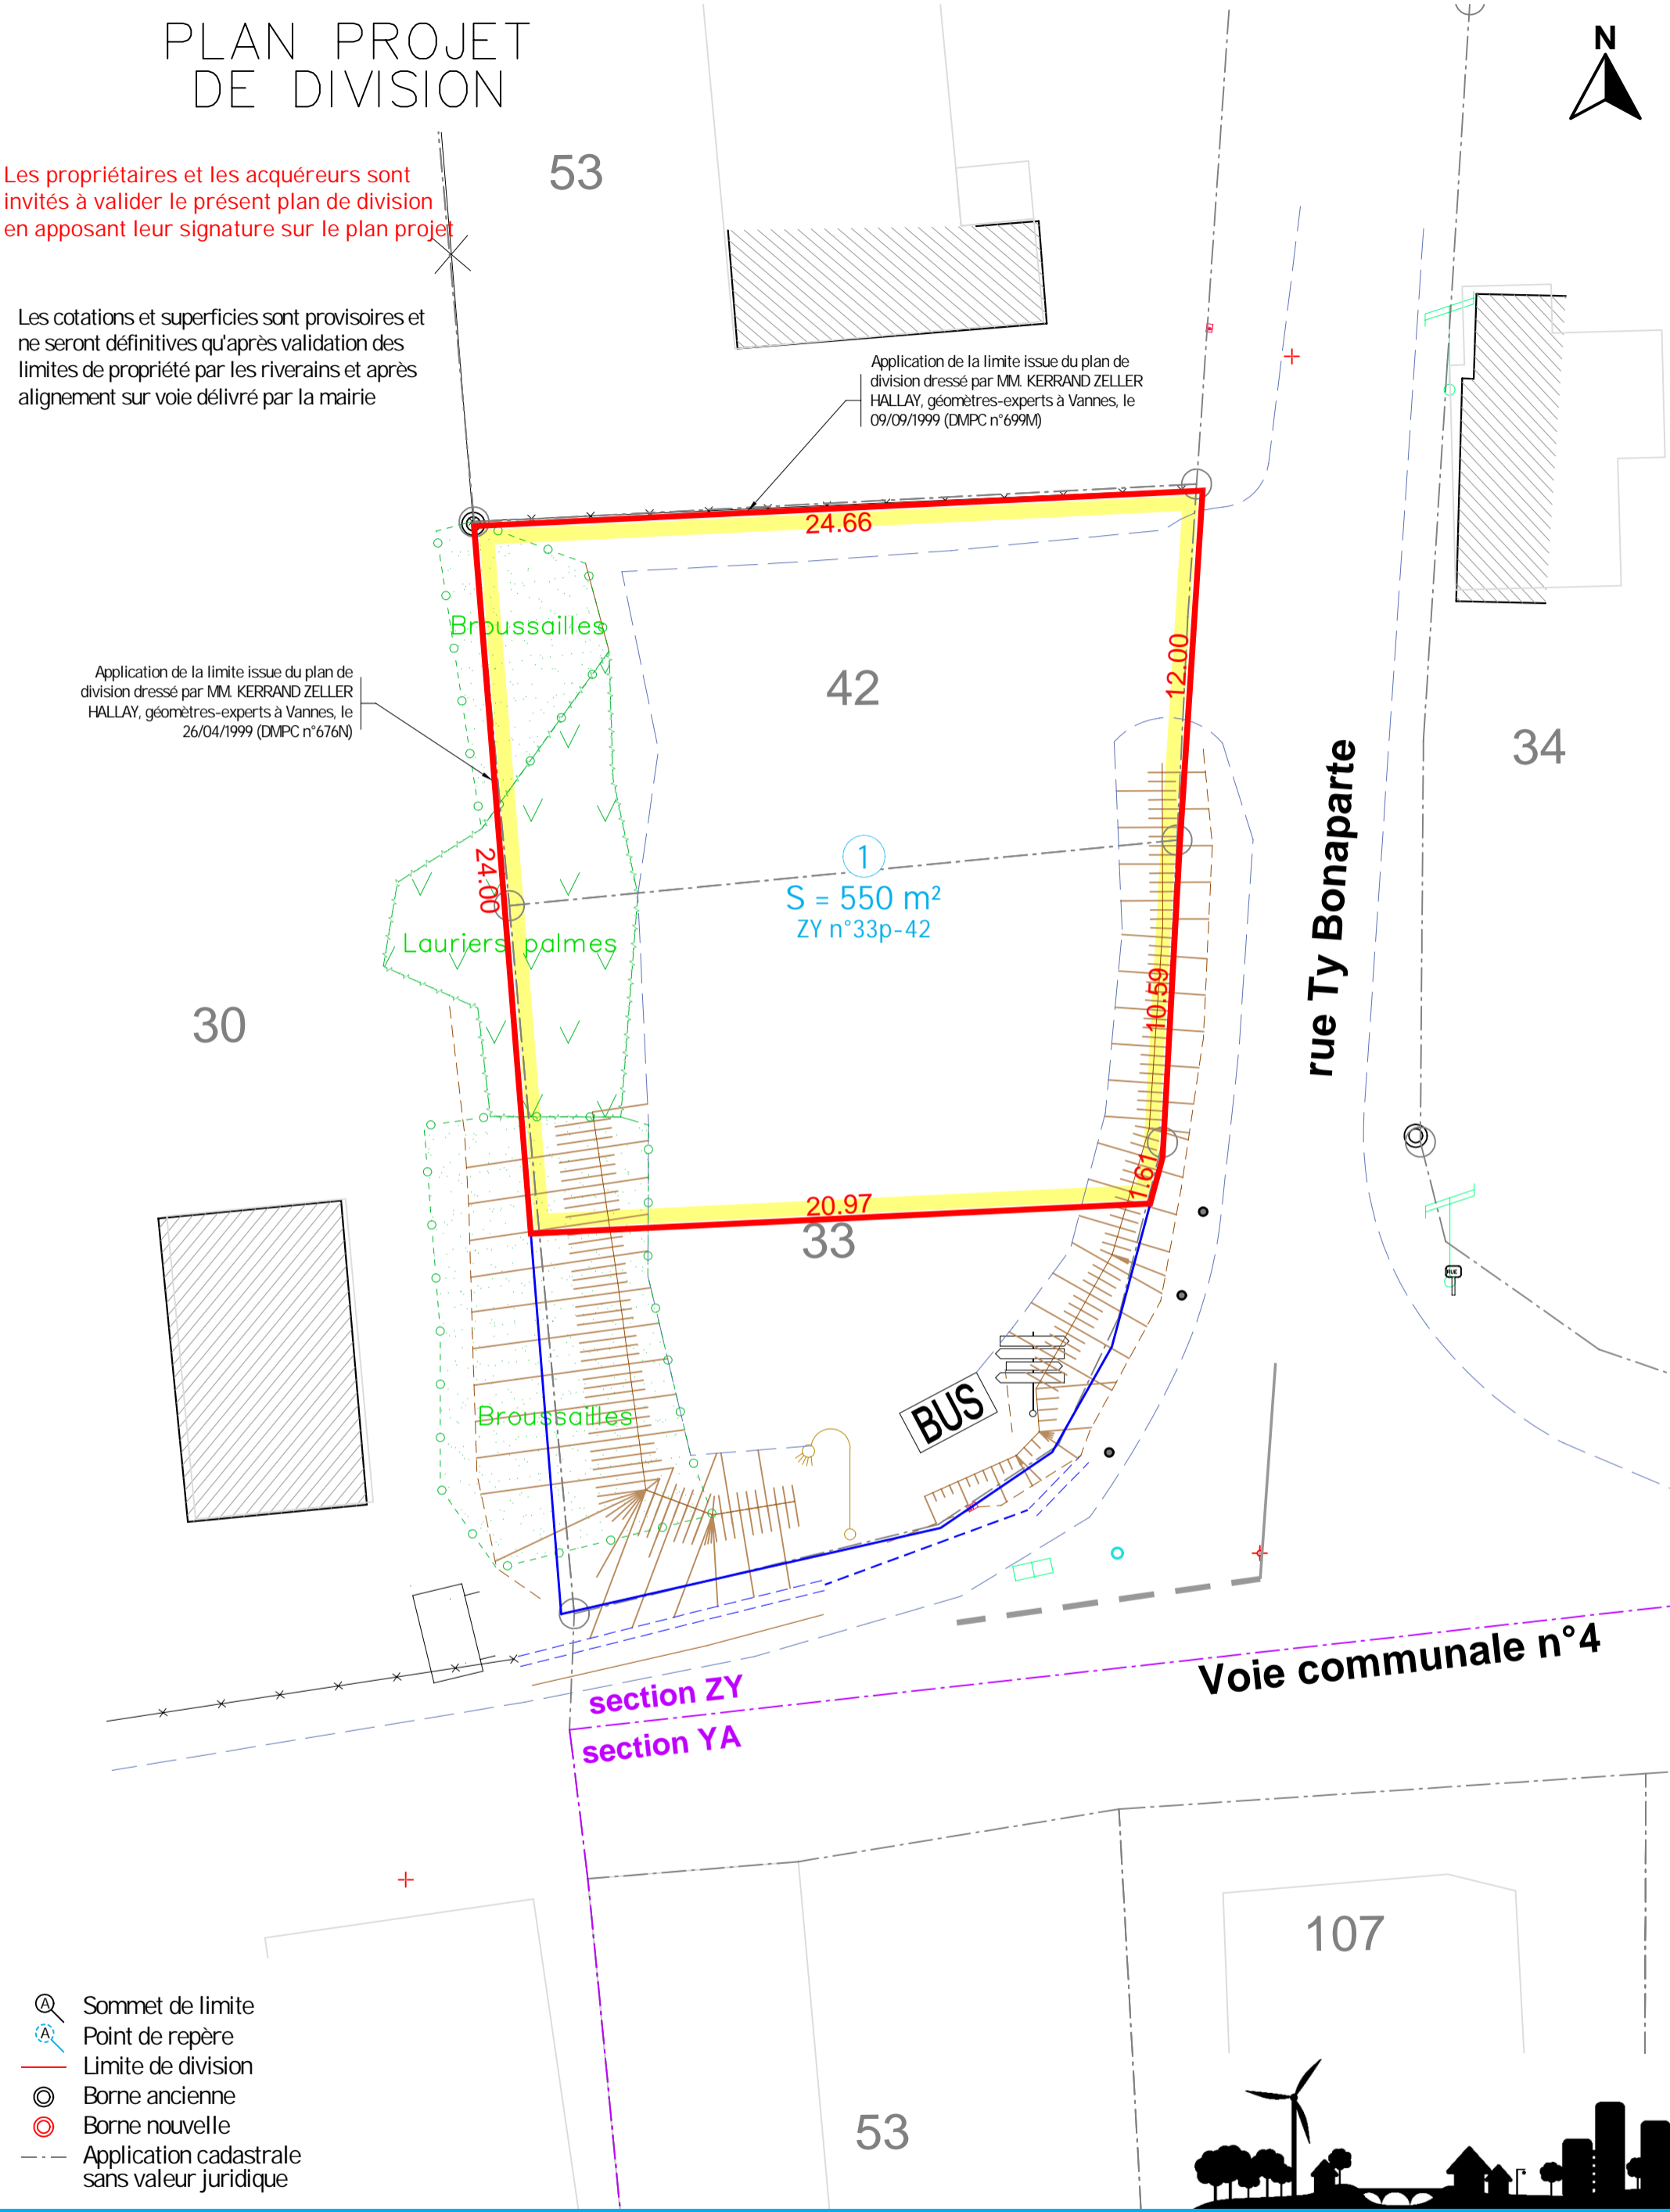 PLAN PROJET
DE DIVISION
N
53
Les propriétaires et les acquéreurs sont
invités à valider le présent plan de division
en apposant leur signature sur le plan projet
Les cotations et superficies sont provisoires et
ne seront définitives qu'après validation des
limites de propriété par les riverains et après
alignement sur voie délivré par la mairie
Application de la limite issue du plan de
division dressé par MM. KERRAND ZELLER
HALLAY, géomètres-experts à Vannes, le
09/09/1999 (DMPC n°699M)
24.66
Broussailles
12.00
42
Application de la limite issue du plan de
division dressé par MM. KERRAND ZELLER
HALLAY, géomètres-experts à Vannes, le
26/04/1999 (DMPC n°676N)
34
rue Ty Bonaparte
1
S = 550 m²
ZY n°33p-42
24.00
Lauriers palmes
10.59
30
1.61
20.97
33
RUE
BUS
Broussailles
Voie communale n°4
section ZY
section YA
107
53
A Sommet de limite
A Point de repère
Limite de division
Borne ancienne
Borne nouvelle
Application cadastrale
sans valeur juridique